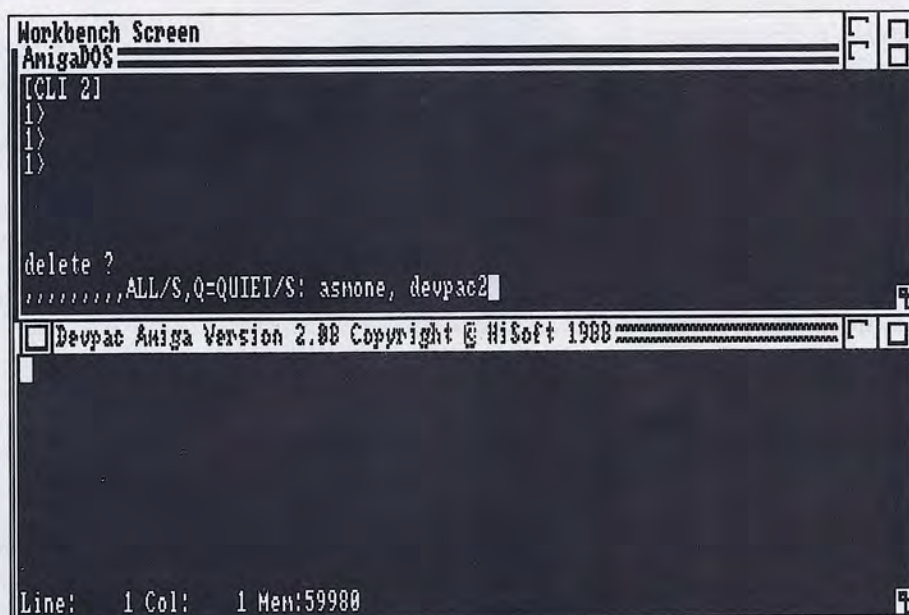 Workbench Screen
AmigaDOS
[CLI 2]
1>
1>
1>
delete ?
,,,,,,,,,ALL/S,Q=QUIET/S: asmone, devpac2
Devpac Amiga Version 2.08 Copyright © HiSoft 1988
Line: 1 Col: 1 Mem:59980